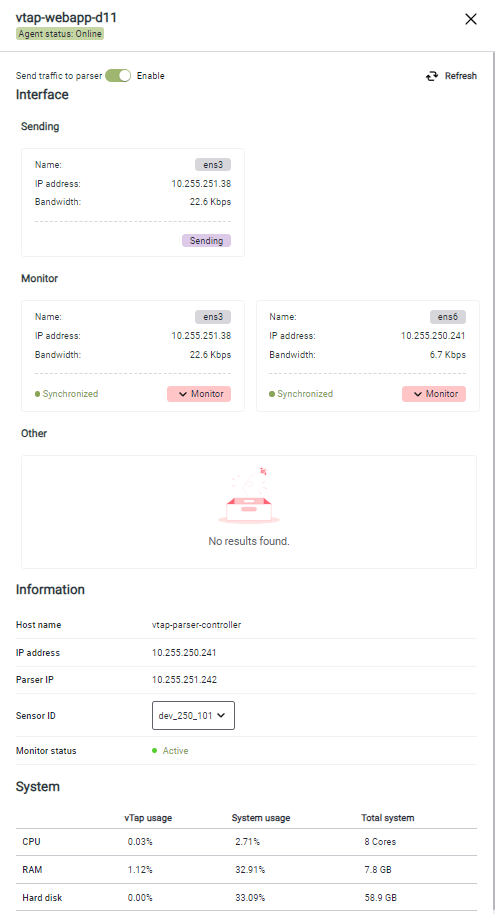 vtap-webapp-d11
Agent status: Online
Send traffic to parser Enable Refresh
Interface
Sending
Name: ens3
IP address: 10.255.251.38
Bandwidth: 22.6 Kbps
Sending
Monitor
Name: ens3
IP address: 10.255.251.38
Bandwidth: 22.6 Kbps
Synchronized Monitor
Name: ens6
IP address: 10.255.250.241
Bandwidth: 6.7 Kbps
Synchronized Monitor
Other
No results found.
Information
Host name vtap-parser-controller
IP address 10.255.250.241
Parser IP 10.255.251.242
Sensor ID dev_250_101
Monitor status Active
System
vTap usage System usage Total system
CPU 0.03% 2.71% 8 Cores
RAM 1.12% 32.91% 7.8 GB
Hard disk 0.00% 33.09% 58.9 GB